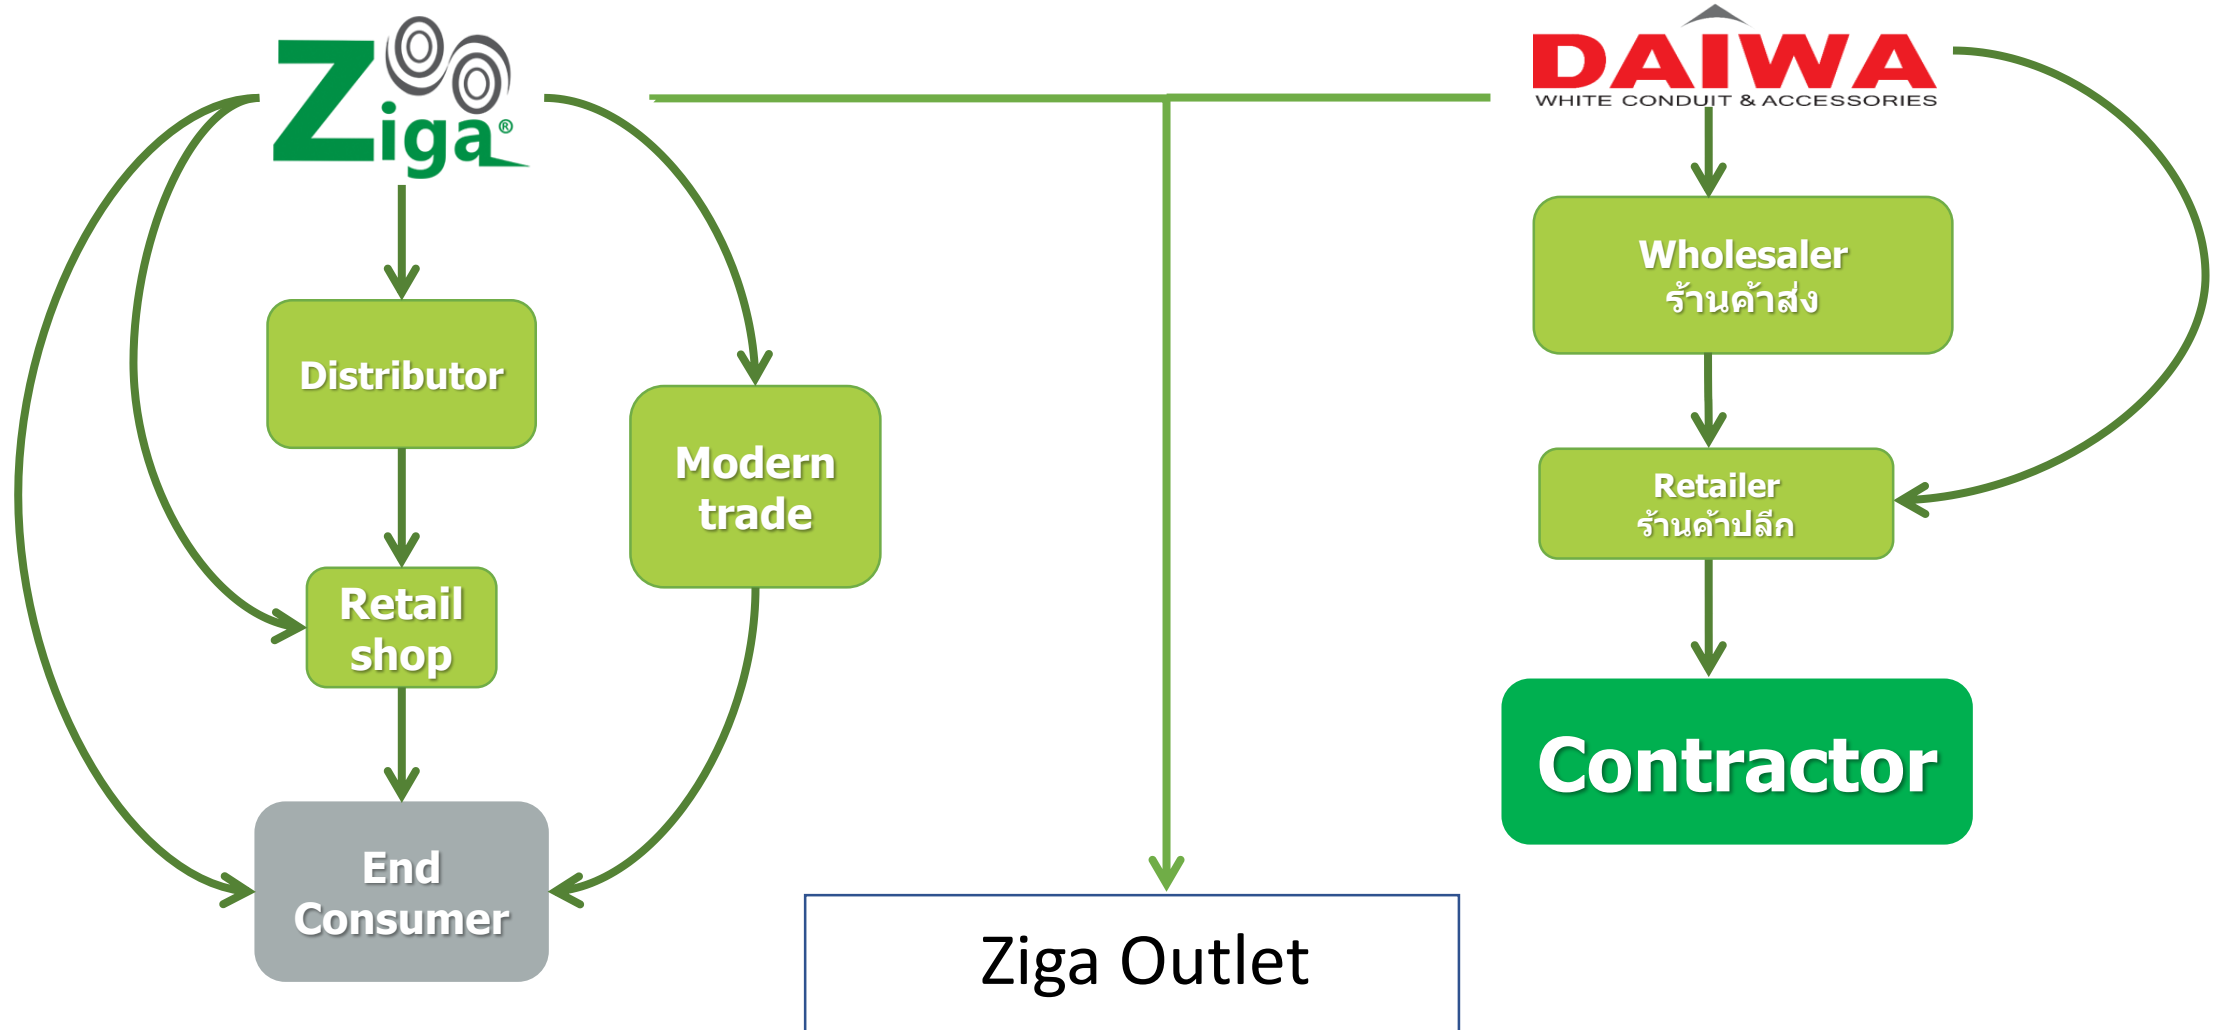 Ziga®
DAIWA
WHITE CONDUIT & ACCESSORIES
Wholesaler
ร้านค้าส่ง
Distributor
Modern
trade
Retailer
ร้านค้าปลีก
Retail
shop
Contractor
End
Consumer
Ziga Outlet